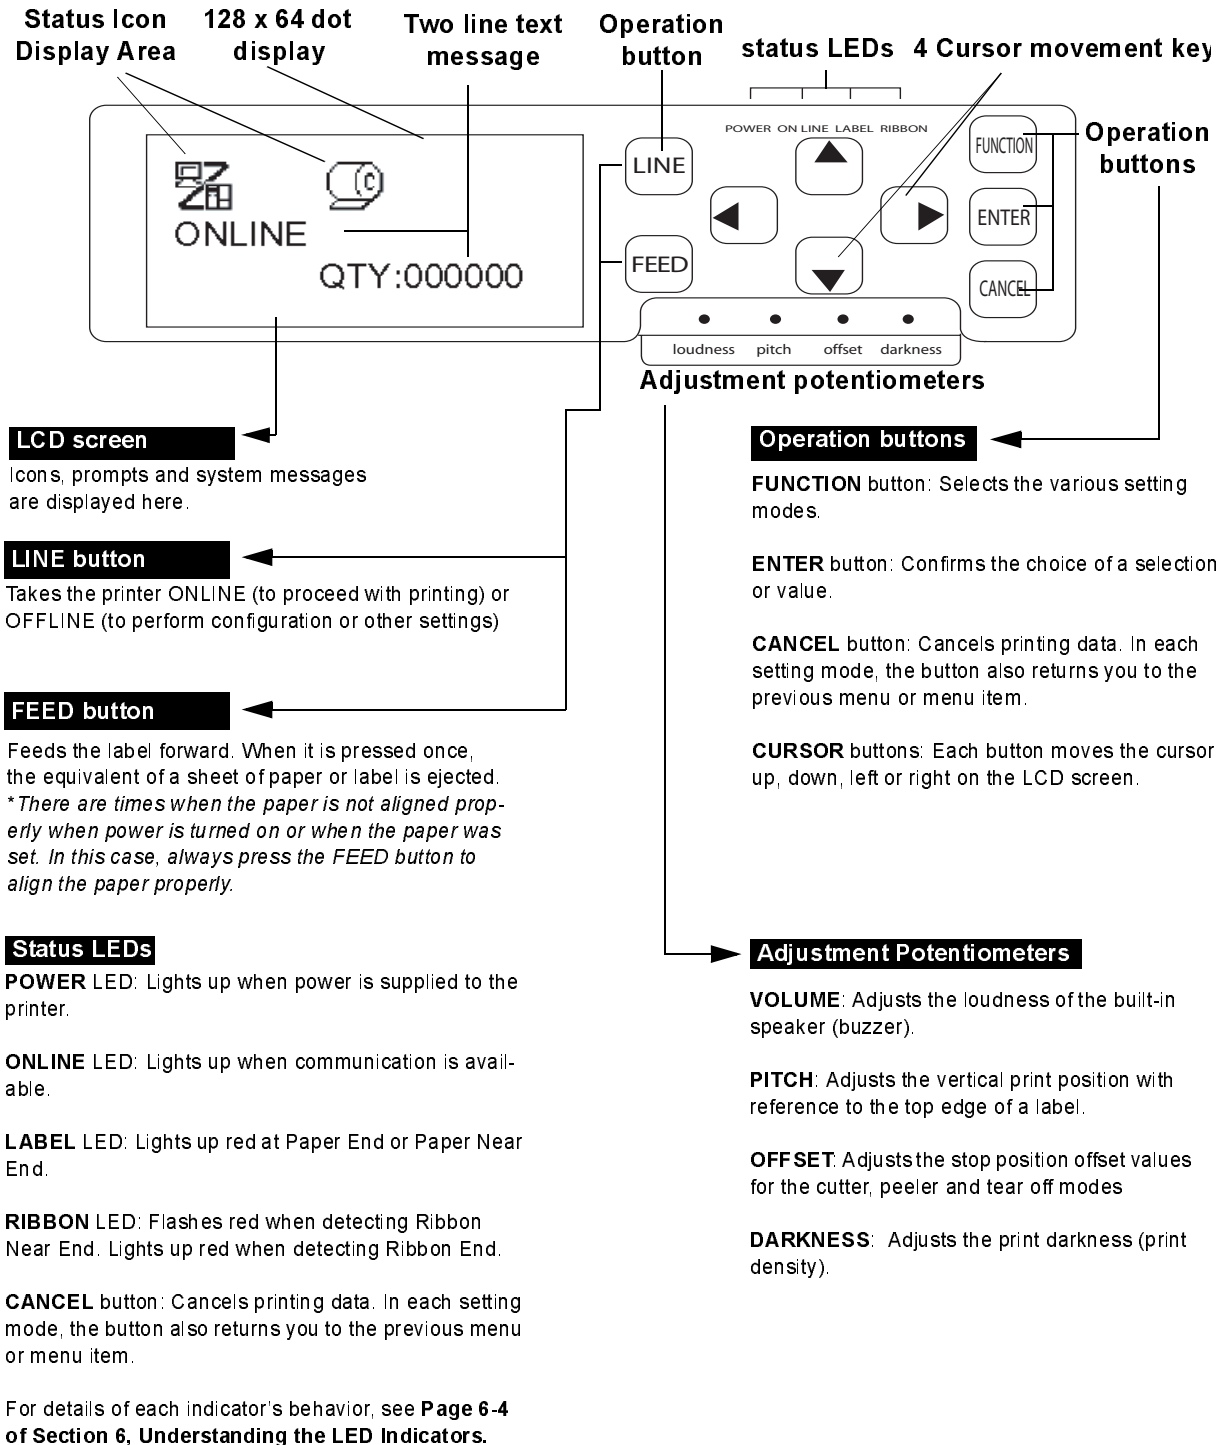 Status Icon
Display Area
128 x 64 dot
display
Two line text
message
Operation
button
status LEDs
4 Cursor movement key
POWER ON LINE LABEL RIBBON
Operation
buttons
ONLINE
QTY:000000
LINE
FEED
FUNCTION
ENTER
CANCEL
loudness pitch offset darkness
Adjustment potentiometers
LCD screen
Icons, prompts and system messages
are displayed here.
LINE button
Takes the printer ONLINE (to proceed with printing) or
OFFLINE (to perform configuration or other settings)
FEED button
Feeds the label forward. When it is pressed once,
the equivalent of a sheet of paper or label is ejected.
*There are times when the paper is not aligned prop-
erly when power is turned on or when the paper was
set. In this case, always press the FEED button to
align the paper properly.
Status LEDs
POWER LED: Lights up when power is supplied to the
printer.
ONLINE LED: Lights up when communication is avail-
able.
LABEL LED: Lights up red at Paper End or Paper Near
End.
RIBBON LED: Flashes red when detecting Ribbon
Near End. Lights up red when detecting Ribbon End.
CANCEL button: Cancels printing data. In each setting
mode, the button also returns you to the previous menu
or menu item.
For details of each indicator's behavior, see Page 6-4
of Section 6, Understanding the LED Indicators.
Operation buttons
FUNCTION button: Selects the various setting
modes.
ENTER button: Confirms the choice of a selection
or value.
CANCEL button: Cancels printing data. In each
setting mode, the button also returns you to the
previous menu or menu item.
CURSOR buttons: Each button moves the cursor
up, down, left or right on the LCD screen.
Adjustment Potentiometers
VOLUME: Adjusts the loudness of the built-in
speaker (buzzer).
PITCH: Adjusts the vertical print position with
reference to the top edge of a label.
OFFSET: Adjusts the stop position offset values
for the cutter, peeler and tear off modes
DARKNESS: Adjusts the print darkness (print
density).